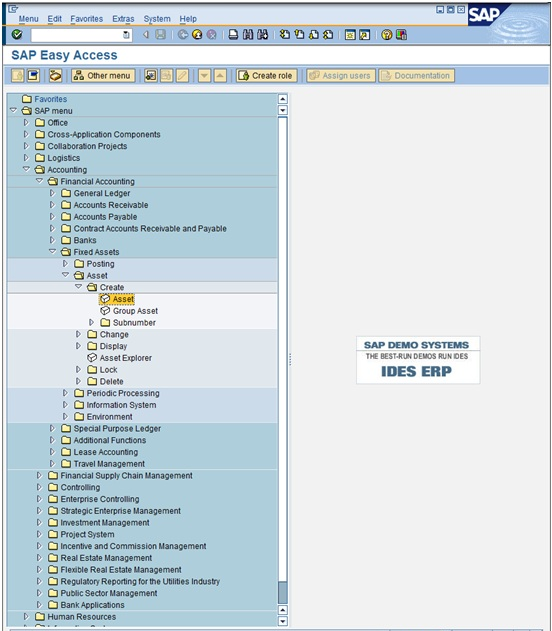 Menu Edit Favorites Extras System Help
SAP
SAP Easy Access
Other menu Create role Assign users Documentation
Favorites
SAP menu
Office
Cross-Application Components
Collaboration Projects
Logistics
Accounting
Financial Accounting
General Ledger
Accounts Receivable
Accounts Payable
Contract Accounts Receivable and Payable
Banks
Fixed Assets
Posting
Asset
Create
Asset
Group Asset
Subnumber
Change
Display
Asset Explorer
Lock
Delete
Periodic Processing
Information System
Environment
Special Purpose Ledger
Additional Functions
Lease Accounting
Travel Management
Financial Supply Chain Management
Controlling
Enterprise Controlling
Strategic Enterprise Management
Investment Management
Project System
Incentive and Commission Management
Real Estate Management
Flexible Real Estate Management
Regulatory Reporting for the Utilities Industry
Public Sector Management
Bank Applications
Human Resources
SAP DEMO SYSTEMS
THE BEST-RUN DEMOS RUN IDES
IDES ERP